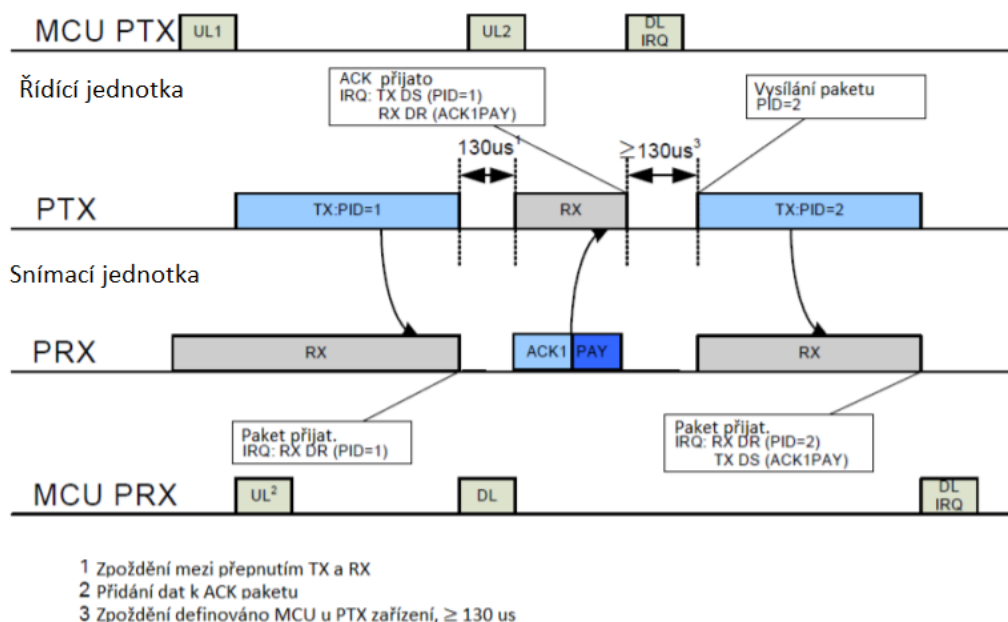 MCU PTX
UL1
UL2
DL
IRQ
Řídící jednotka
ACK přijato
IRQ: TX DS (PID=1)
RX DR (ACK1PAY)
Vysílání paketu
PID=2
130us¹
≥130us³
PTX
TX:PID=1
RX
TX:PID=2
Snímací jednotka
PRX
RX
ACK1 PAY
RX
Paket přijat.
IRQ: RX DR (PID=1)
Paket přijat.
IRQ: RX DR (PID=2)
TX DS (ACK1PAY)
MCU PRX
UL²
DL
DL
IRQ
1 Zpoždění mezi přepnutím TX a RX
2 Přidání dat k ACK paketu
3 Zpoždění definováno MCU u PTX zařízení, ≥ 130 us